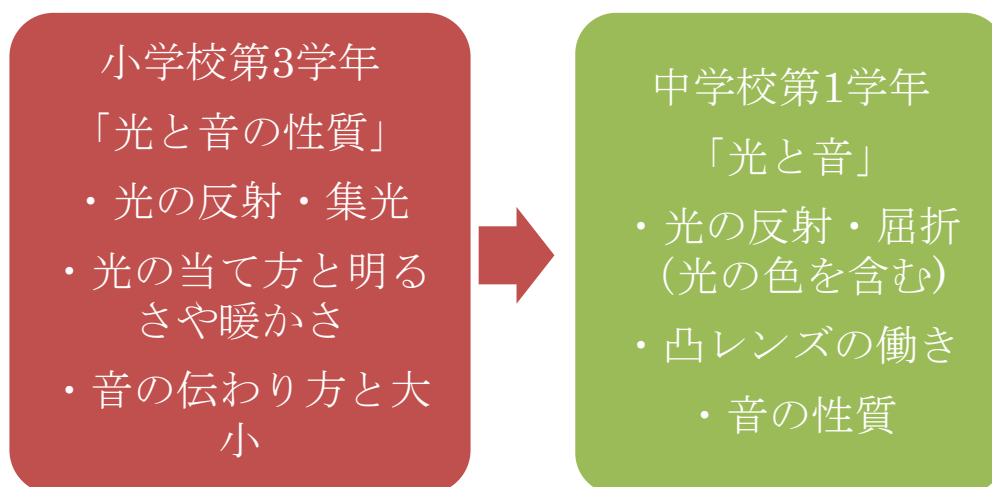 小学校第3学年
「光と音の性質」
・光の反射・集光
・光の当て方と明る
さや暖かさ
・音の伝わり方と大
小
中学校第1学年
「光と音」
・光の反射・屈折
(光の色を含む)
・凸レンズの働き
・音の性質